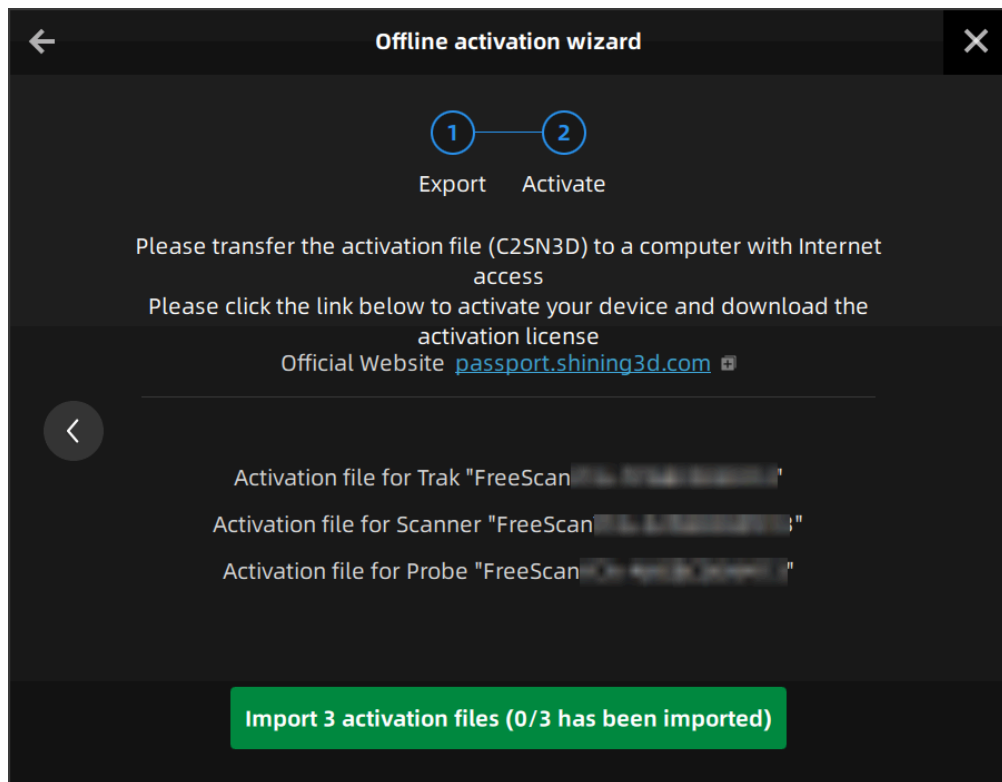 Offline activation wizard
1 2
Export Activate
Please transfer the activation file (C2SN3D) to a computer with Internet
access
Please click the link below to activate your device and download the
activation license
Official Website passport.shining3d.com
Activation file for Trak "FreeScan "
Activation file for Scanner "FreeScan "
Activation file for Probe "FreeScan "
Import 3 activation files (0/3 has been imported)